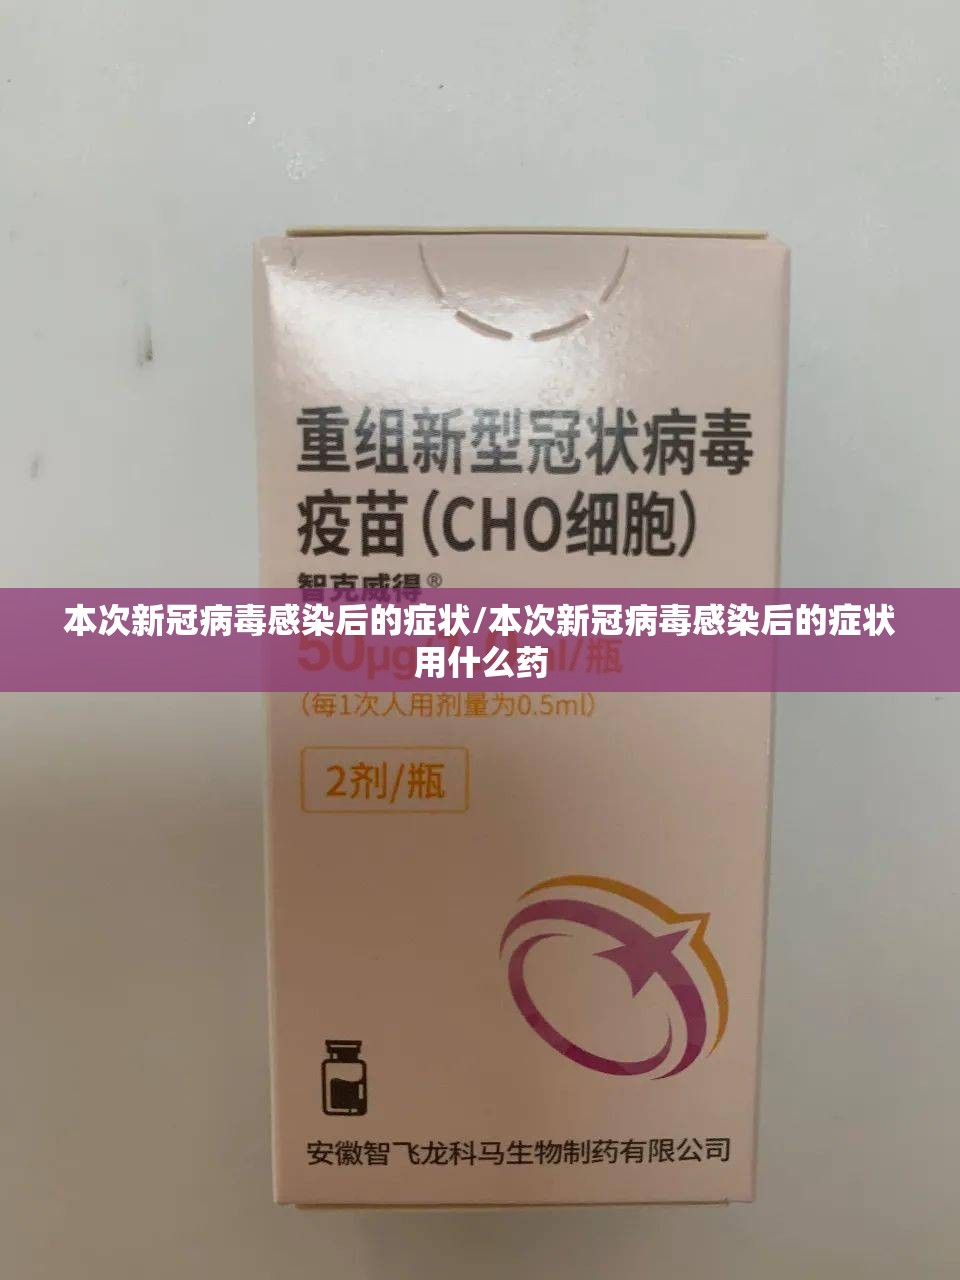 重组新型冠状病毒
疫苗(CHO细胞)
智克威得®
本次新冠病毒感染后的症状/本次新冠病毒感染后的症状
用什么药
50μg
ml/瓶
(每1次人用剂量为0.5ml)
2剂/瓶
安徽智飞龙科马生物制药有限公司